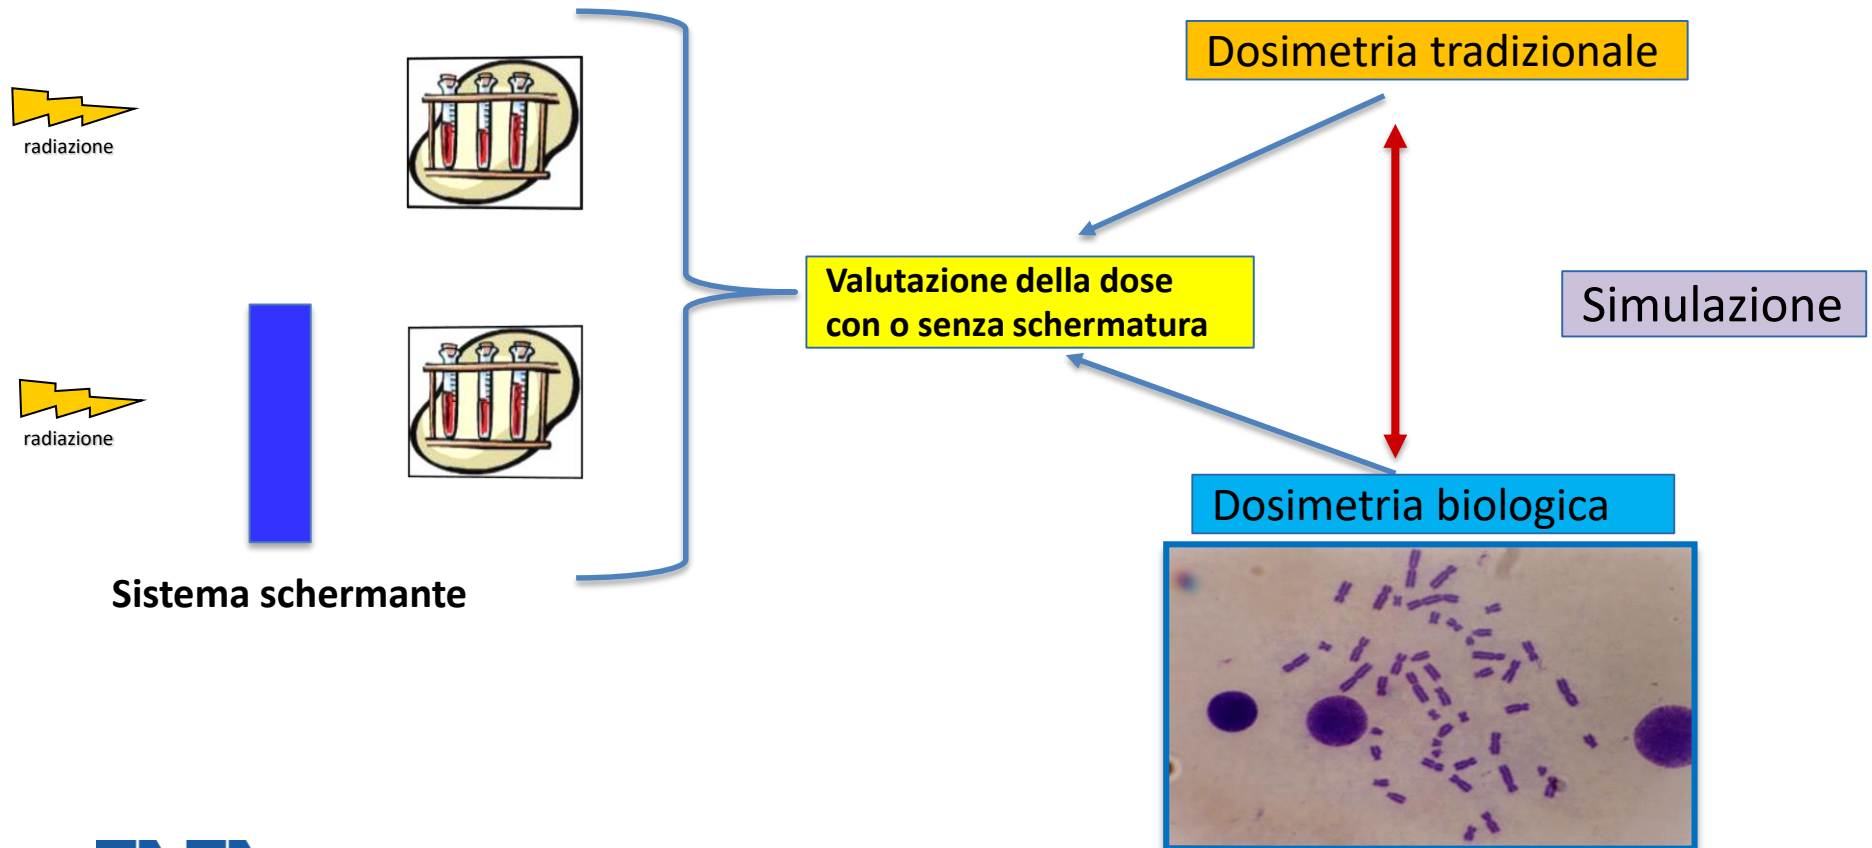 Dosimetria tradizionale
radiazione
Valutazione della dose
con o senza schermatura
Simulazione
radiazione
Dosimetria biologica
Sistema schermante